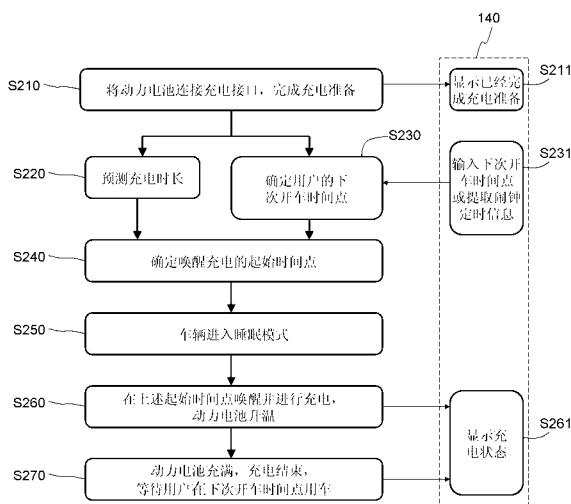 140
S210
将动力电池连接充电接口，完成充电准备
显示已经完
成充电准备
S211
S220
预测充电时长
S230
确定用户的下
次开车时间点
S231
输入下次开
车时间点
或提取闹钟
定时信息
S240
确定唤醒充电的起始时间点
S250
车辆进入睡眠模式
S260
在上述起始时间点唤醒并进行充电，
动力电池升温
S261
显示充
电状态
S270
动力电池充满，充电结束，
等待用户在下次开车时间点用车